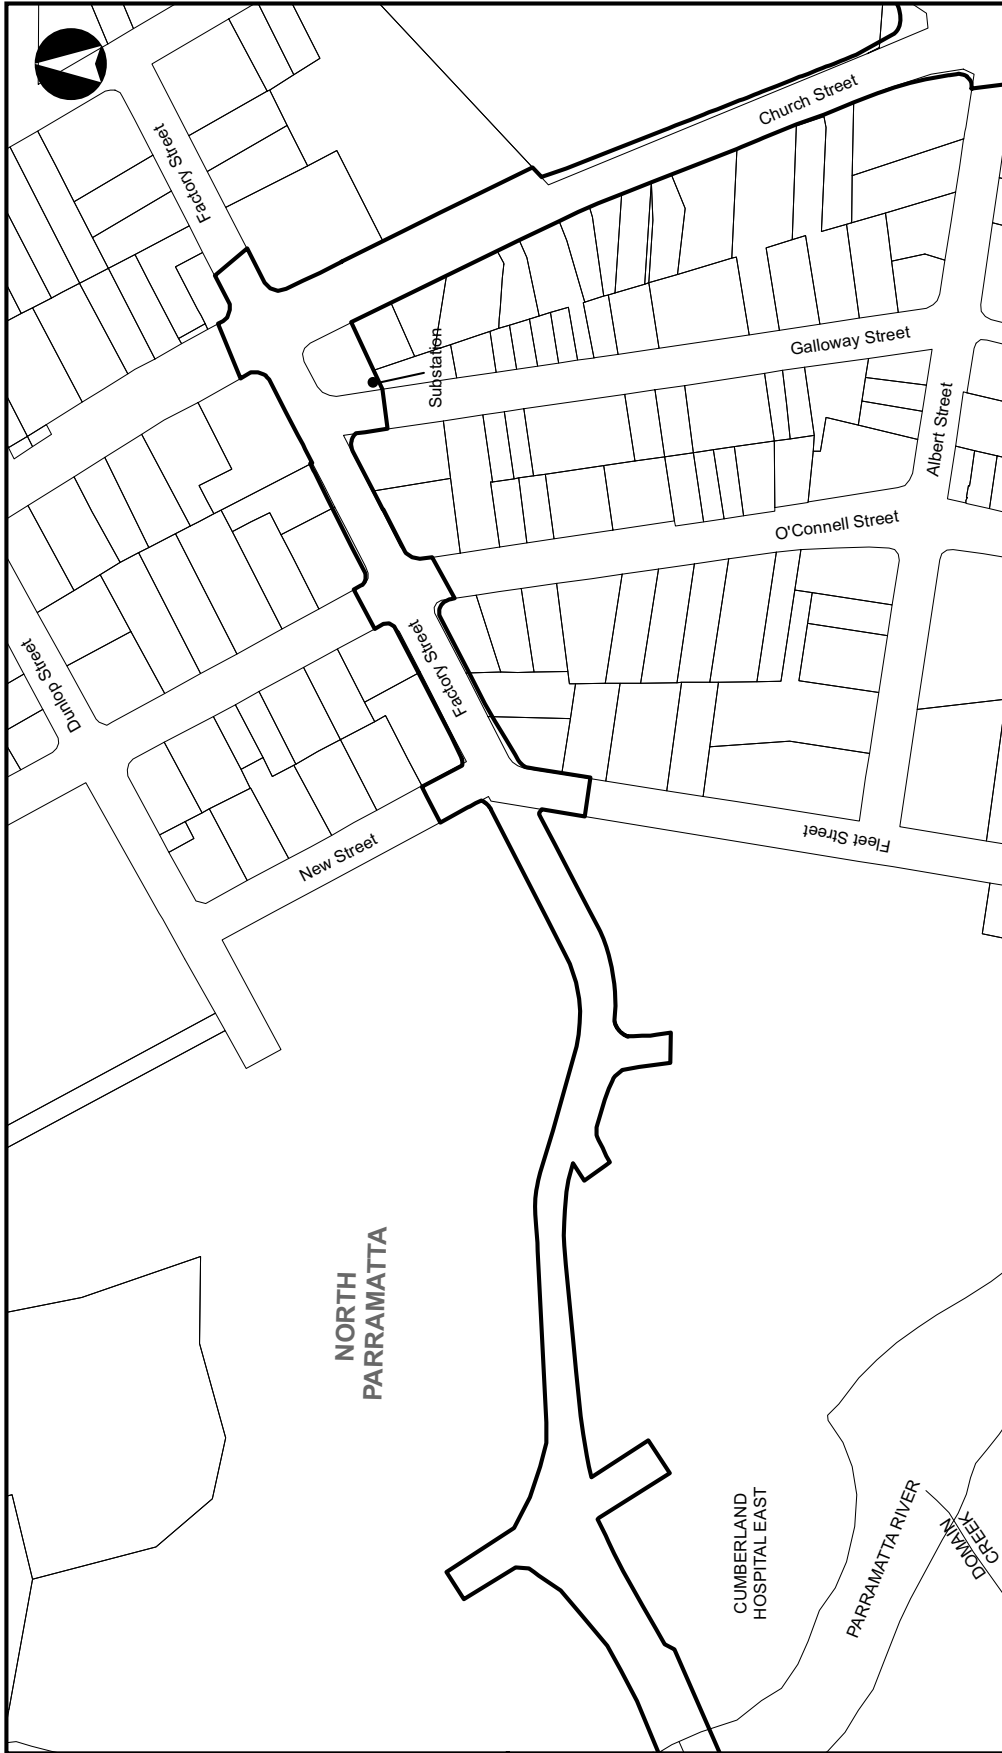 Church Street
Factory Street
Substation
Galloway Street
Albert Street
O'Connell Street
Factory Street
Dunlop Street
New Street
Fleet Street
NORTH
PARRAMATTA
CUMBERLAND
HOSPITAL EAST
PARRAMATTA RIVER
DOMAIN
CREEK